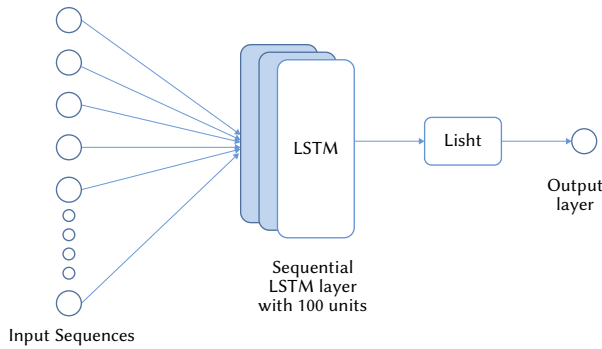 LSTM
Lisht
Output
layer
Sequential
LSTM layer
with 100 units
Input Sequences